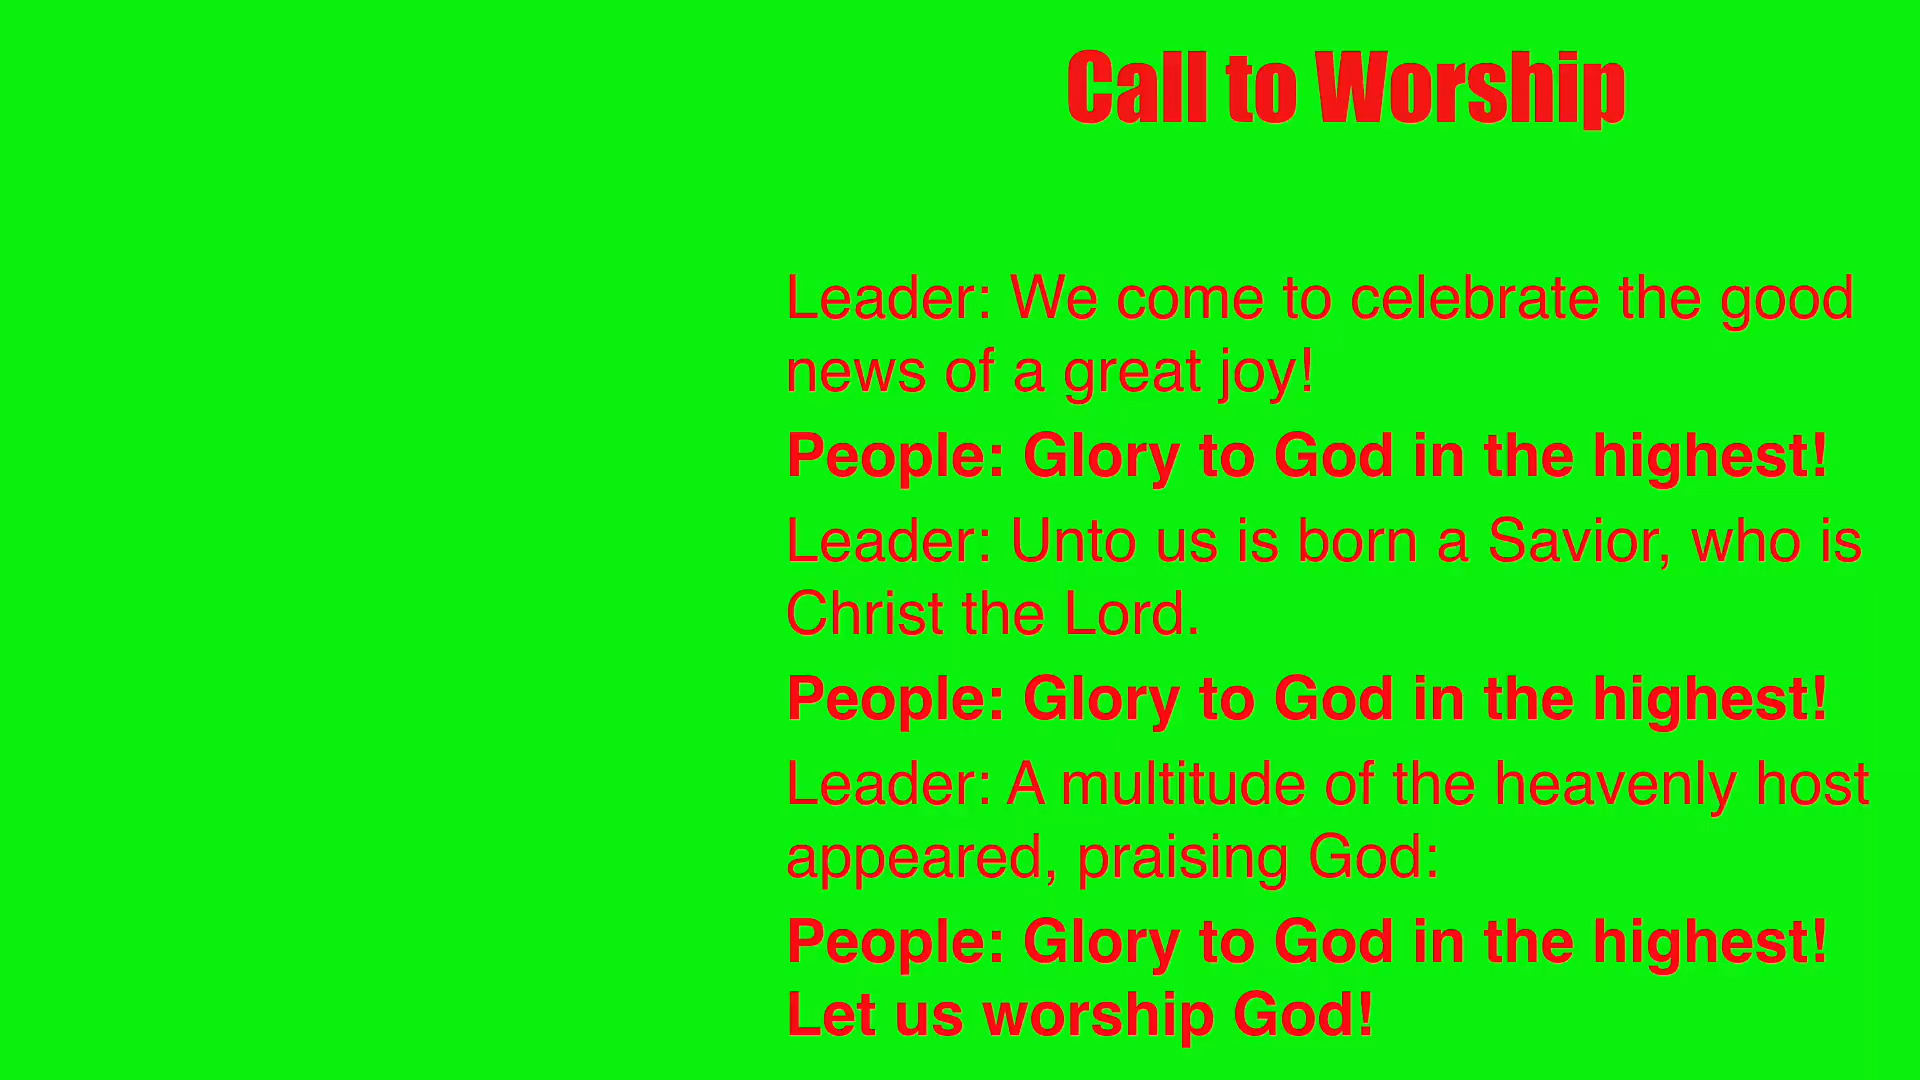 Call to Worship
Leader: We come to celebrate the good
news of a great joy!
People: Glory to God in the highest!
Leader: Unto us is born a Savior, who is
Christ the Lord.
People: Glory to God in the highest!
Leader: A multitude of the heavenly host
appeared, praising God:
People: Glory to God in the highest!
Let us worship God!